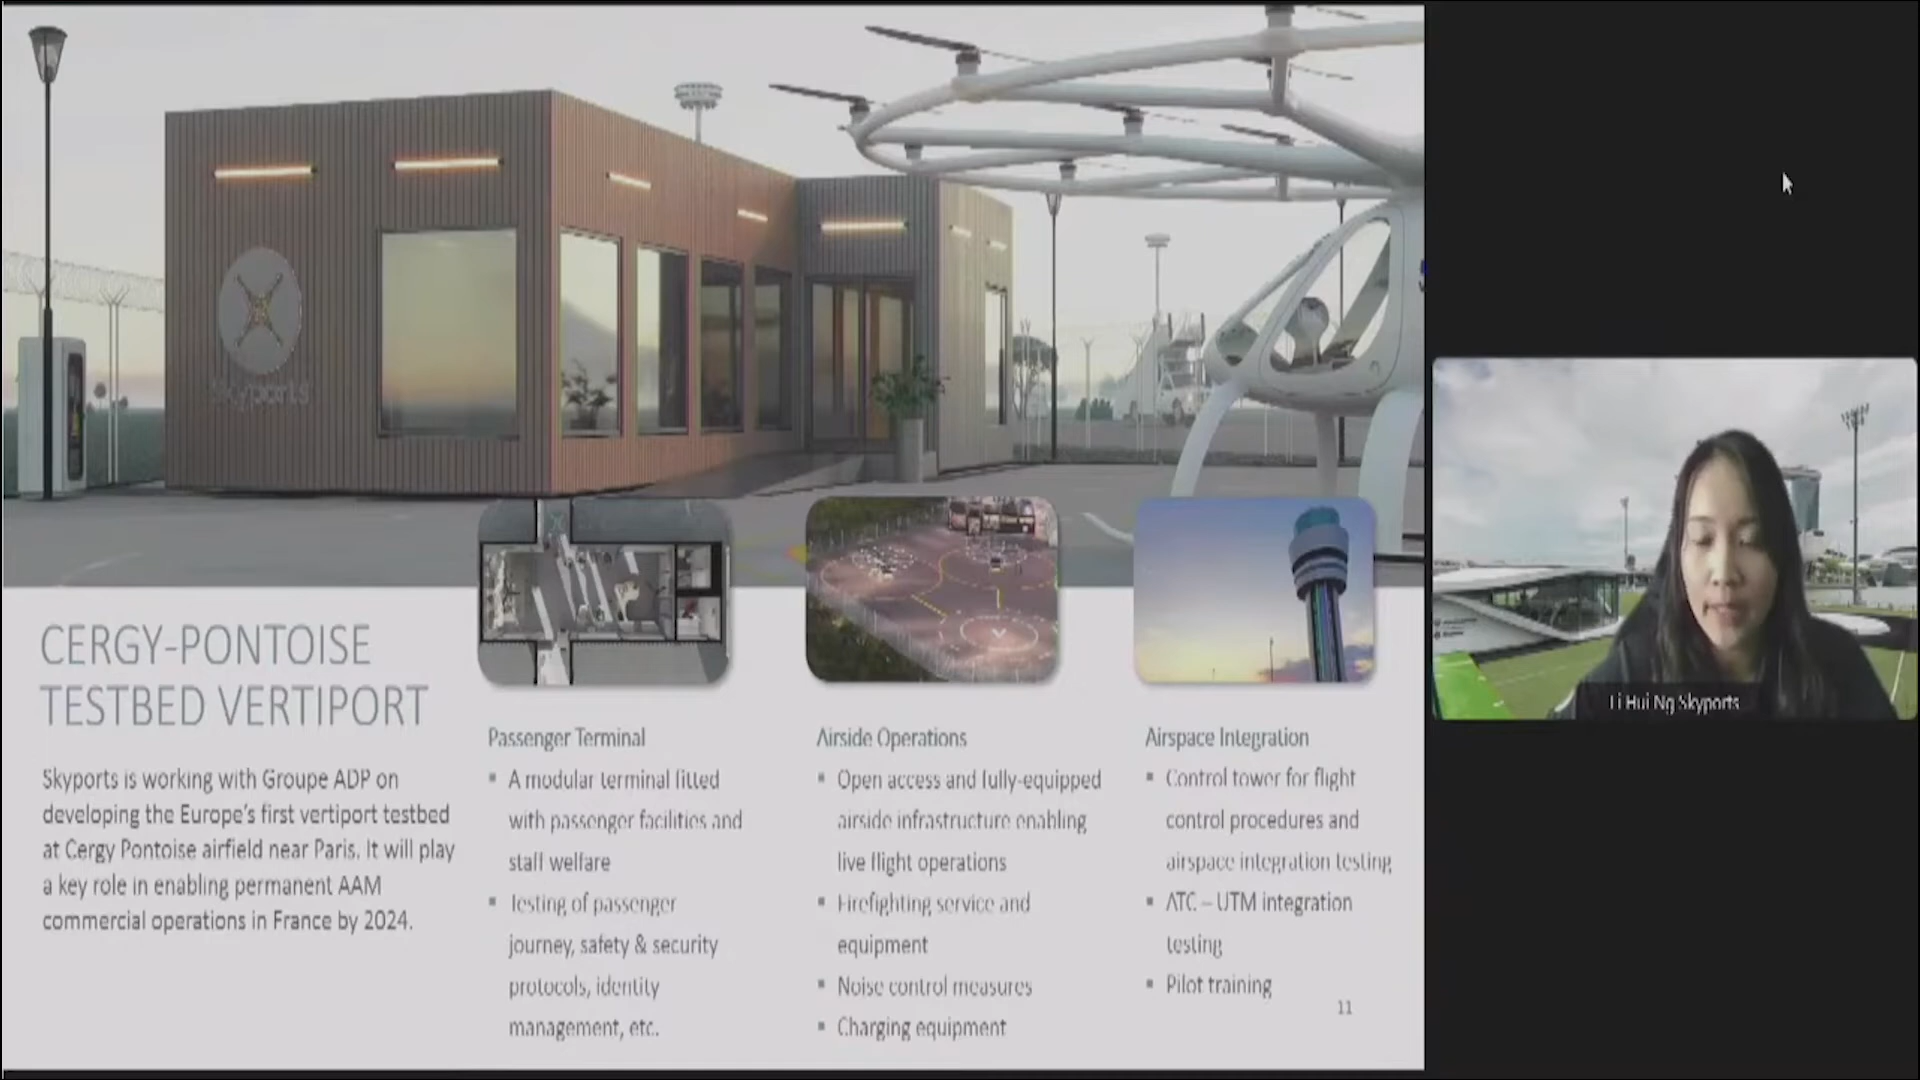 Skyports
CERGY-PONTOISE
TESTBED VERTIPORT
Skyports is working with Groupe ADP on
developing the Europe's first vertiport testbed
at Cergy Pontoise airfield near Paris. It will play
a key role in enabling permanent AAM
commercial operations in France by 2024.
Passenger Terminal
▪ A modular terminal fitted
with passenger facilities and
staff welfare
▪ Testing of passenger
journey, safety & security
protocols, identity
management, etc.
Airside Operations
▪ Open access and fully-equipped
airside infrastructure enabling
live flight operations
▪ Firefighting service and
equipment
▪ Noise control measures
▪ Charging equipment
Airspace Integration
▪ Control tower for flight
control procedures and
airspace integration testing
▪ ATC – UTM integration
testing
▪ Pilot training
11
Li Hui Ng Skyports